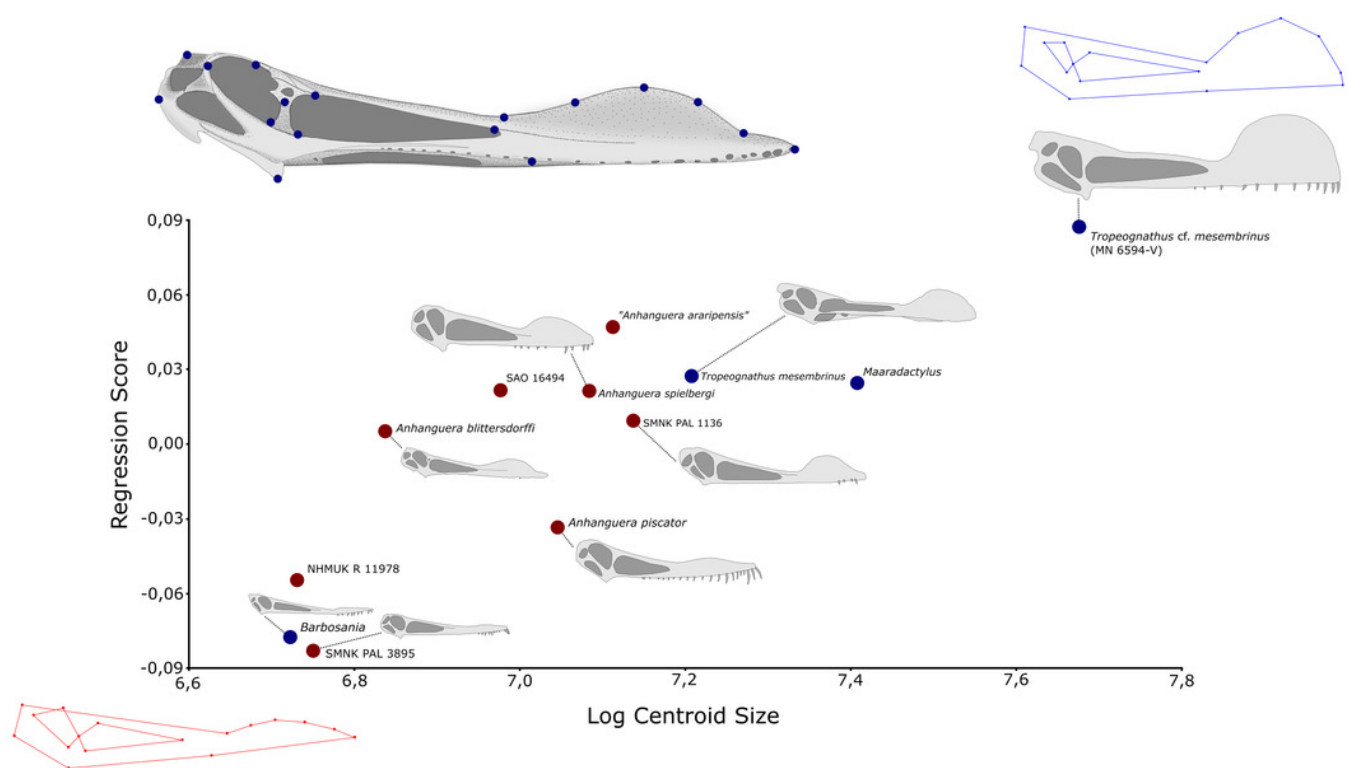 0,09
0,06
0,03
0,00
-0,03
-0,06
-0,09
Regression Score
Tropeognathus cf. mesembrinus
(MN 6594-V)
"Anhanguera araripensis"
SAO 16494
Tropeognathus mesembrinus
Maaradactylus
Anhanguera spielbergi
Anhanguera blittersdorffi
SMNK PAL 1136
Anhanguera piscator
NHMUK R 11978
Barbosania
SMNK PAL 3895
6,6
6,8
7,0
7,2
7,4
7,6
7,8
Log Centroid Size